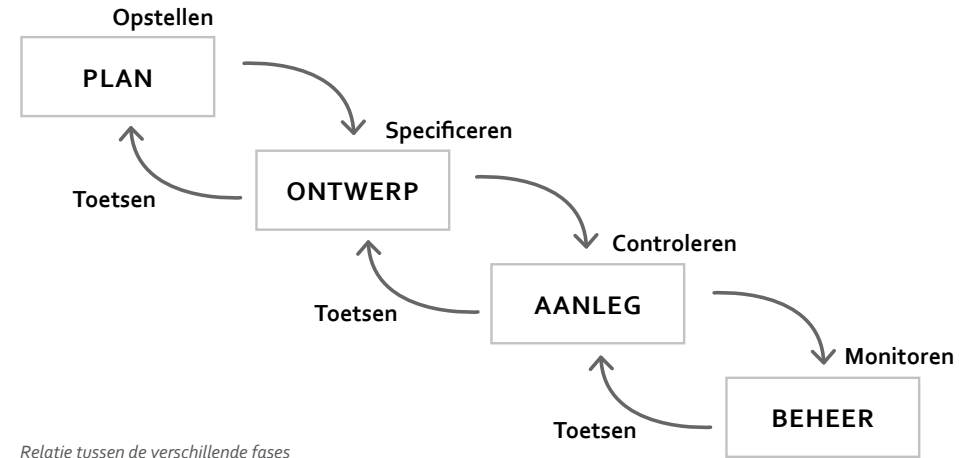 Opstellen
PLAN
Specificeren
Toetsen
ONTWERP
Controleren
Toetsen
AANLEG
Monitoren
Toetsen
BEHEER
Relatie tussen de verschillende fases